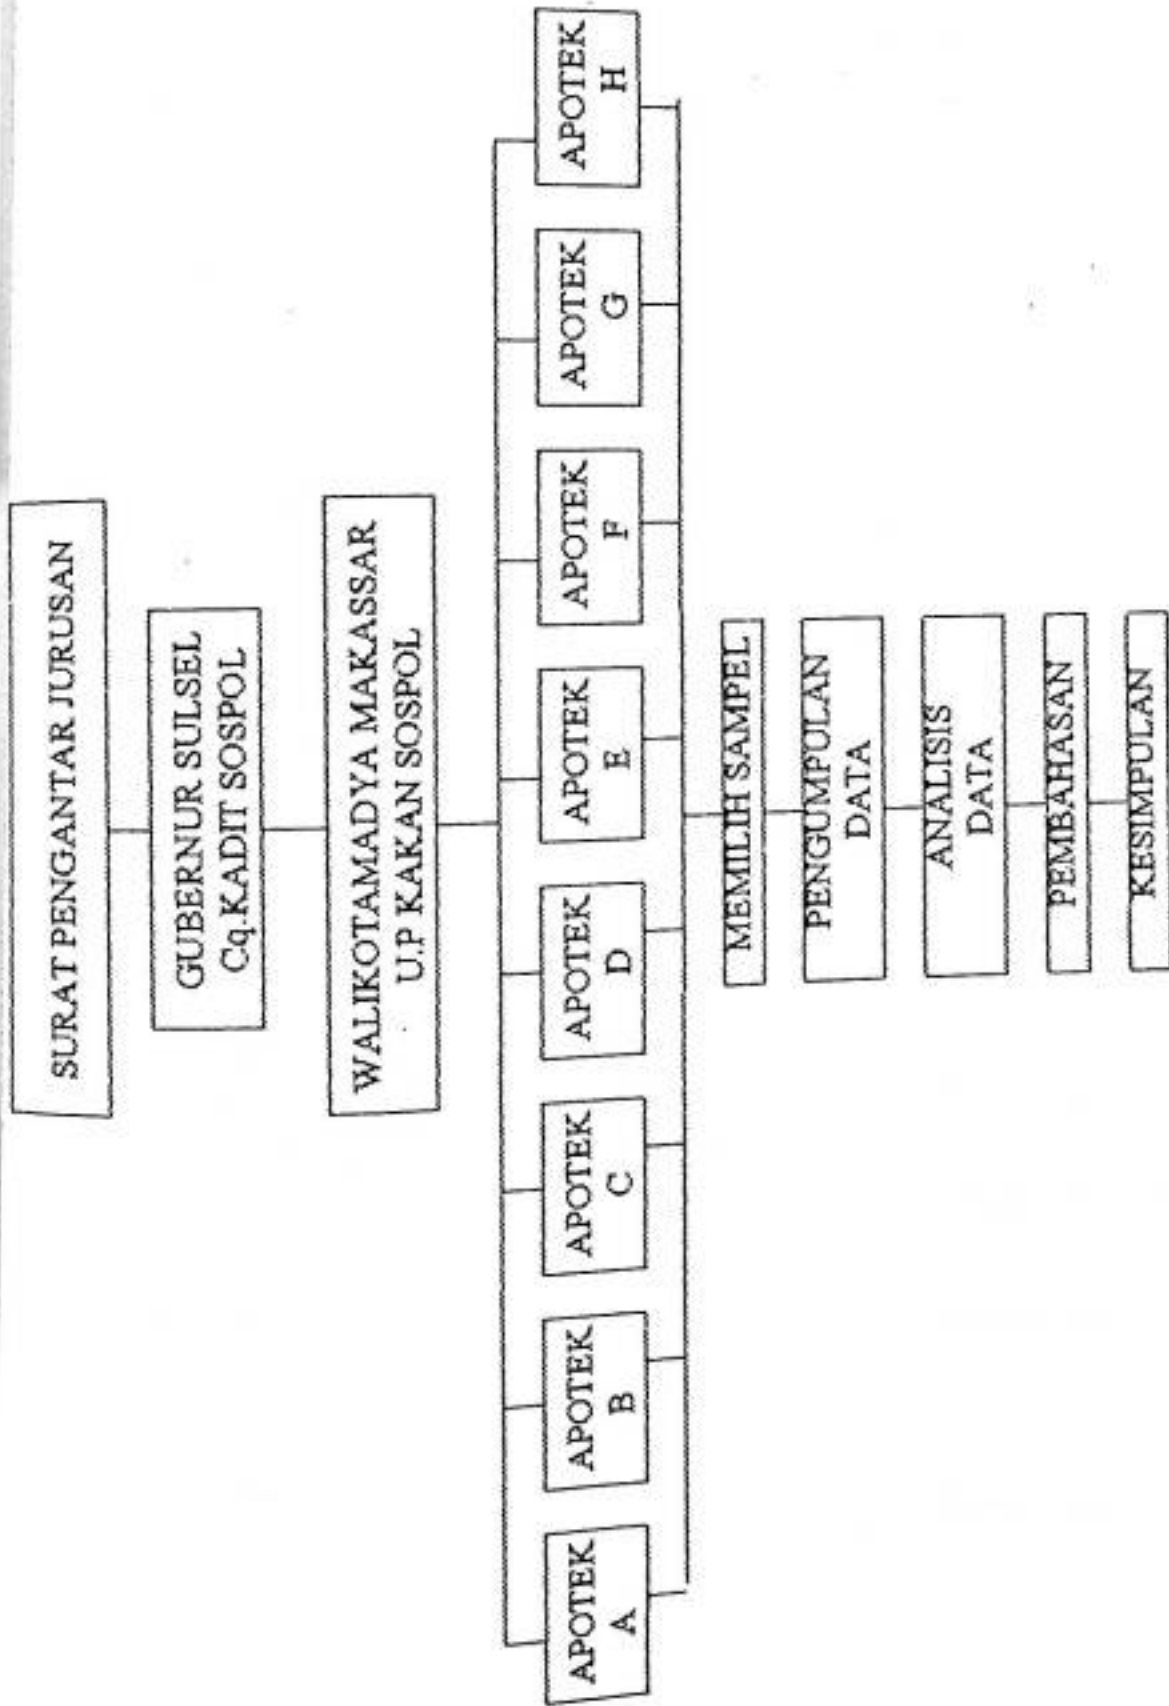 SURAT PENGANTAR JURUSAN
GUBERNUR SULSEL
Cq.KADIT SOSPOL
WALIKOTAMADYA MAKASSAR
U.P KAKAN SOSPOL
APOTEK
A
APOTEK
B
APOTEK
C
APOTEK
D
APOTEK
E
APOTEK
F
APOTEK
G
APOTEK
H
MEMILIH SAMPEL
PENGUMPULAN
DATA
ANALISIS
DATA
PEMBAHASAN
KESIMPULAN